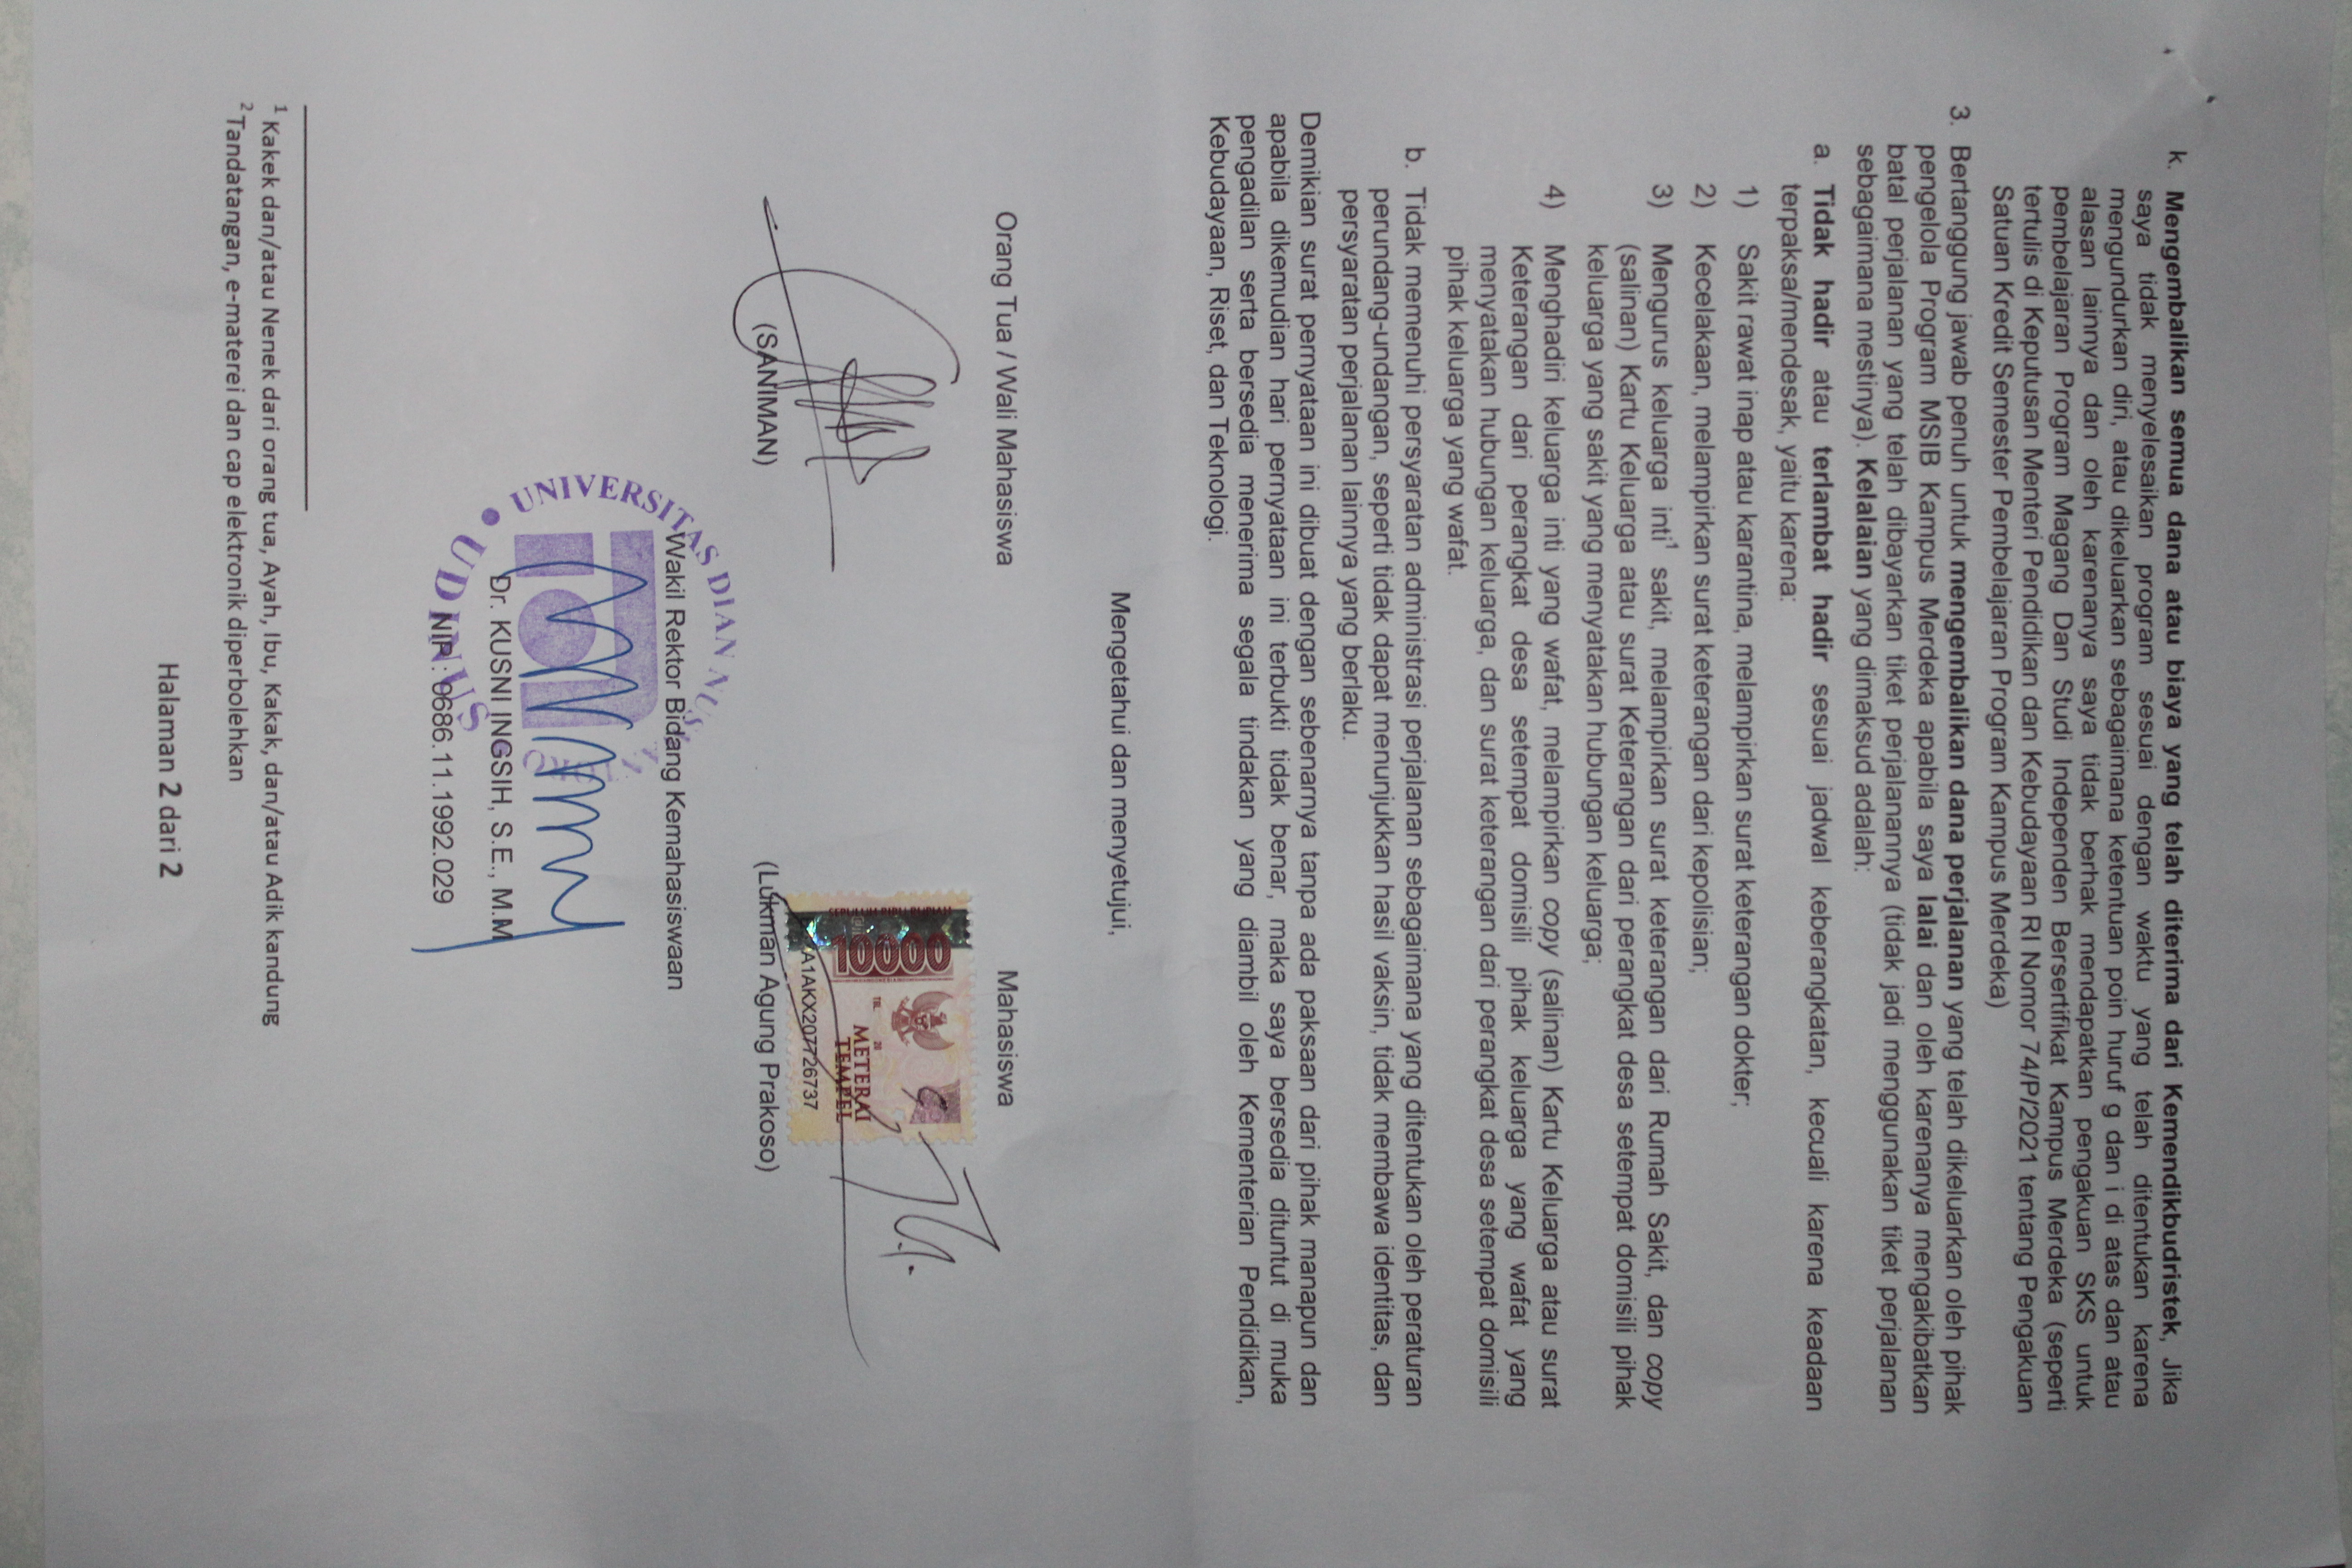 k. Mengembalikan semua dana atau biaya yang telah diterima dari Kemendikbudristek, Jika
saya tidak menyelesaikan program sesuai dengan waktu yang telah ditentukan karena
mengundurkan diri, atau dikeluarkan sebagaimana ketentuan poin huruf g dan i di atas dan atau
alasan lainnya dan oleh karenanya saya tidak berhak mendapatkan pengakuan SKS untuk
pembelajaran Program Magang Dan Studi Independen Bersertifikat Kampus Merdeka (seperti
tertulis di Keputusan Menteri Pendidikan dan Kebudayaan RI Nomor 74/P/2021 tentang Pengakuan
Satuan Kredit Semester Pembelajaran Program Kampus Merdeka)
3. Bertanggung jawab penuh untuk mengembalikan dana perjalanan yang telah dikeluarkan oleh pihak
pengelola Program MSIB Kampus Merdeka apabila saya lalai dan oleh karenanya mengakibatkan
batal perjalanan yang telah dibayarkan tiket perjalanannya (tidak jadi menggunakan tiket perjalanan
sebagaimana mestinya). Kelalaian yang dimaksud adalah:
a. Tidak hadir atau terlambat hadir sesuai jadwal keberangkatan, kecuali karena keadaan
terpaksa/mendesak, yaitu karena:
1) Sakit rawat inap atau karantina, melampirkan surat keterangan dokter;
2) Kecelakaan, melampirkan surat keterangan dari kepolisian;
3) Mengurus keluarga inti1 sakit, melampirkan surat keterangan dari Rumah Sakit, dan copy
(salinan) Kartu Keluarga atau surat Keterangan dari perangkat desa setempat domisili pihak
keluarga yang sakit yang menyatakan hubungan keluarga;
4) Menghadiri keluarga inti yang wafat, melampirkan copy (salinan) Kartu Keluarga atau surat
Keterangan dari perangkat desa setempat domisili pihak keluarga yang wafat yang
menyatakan hubungan keluarga, dan surat keterangan dari perangkat desa setempat domisili
pihak keluarga yang wafat.
b. Tidak memenuhi persyaratan administrasi perjalanan sebagaimana yang ditentukan oleh peraturan
perundang-undangan, seperti tidak dapat menunjukkan hasil vaksin, tidak membawa identitas, dan
persyaratan perjalanan lainnya yang berlaku.
Demikian surat pernyataan ini dibuat dengan sebenarnya tanpa ada paksaan dari pihak manapun dan
apabila dikemudian hari pernyataan ini terbukti tidak benar, maka saya bersedia dituntut di muka
pengadilan serta bersedia menerima segala tindakan yang diambil oleh Kementerian Pendidikan,
Kebudayaan, Riset, dan Teknologi.
Mengetahui dan menyetujui,
Orang Tua / Wali Mahasiswa
Mahasiswa
10000
TGL. 20
METERAI
TEMPEL
A1AKX207726737
(SANIMAN)
(Lukman Agung Prakoso)
UNIVERSITAS DIAN
Wakil Rektor Bidang Kemahasiswaan
Dr. KUSNI INGSIH, S.E., M.M
UDINUS
NIP : 0686.11.1992.029
1 Kakek dan/atau Nenek dari orang tua, Ayah, Ibu, Kakak, dan/atau Adik kandung
2 Tandatangan, e-materei dan cap elektronik diperbolehkan
Halaman 2 dari 2